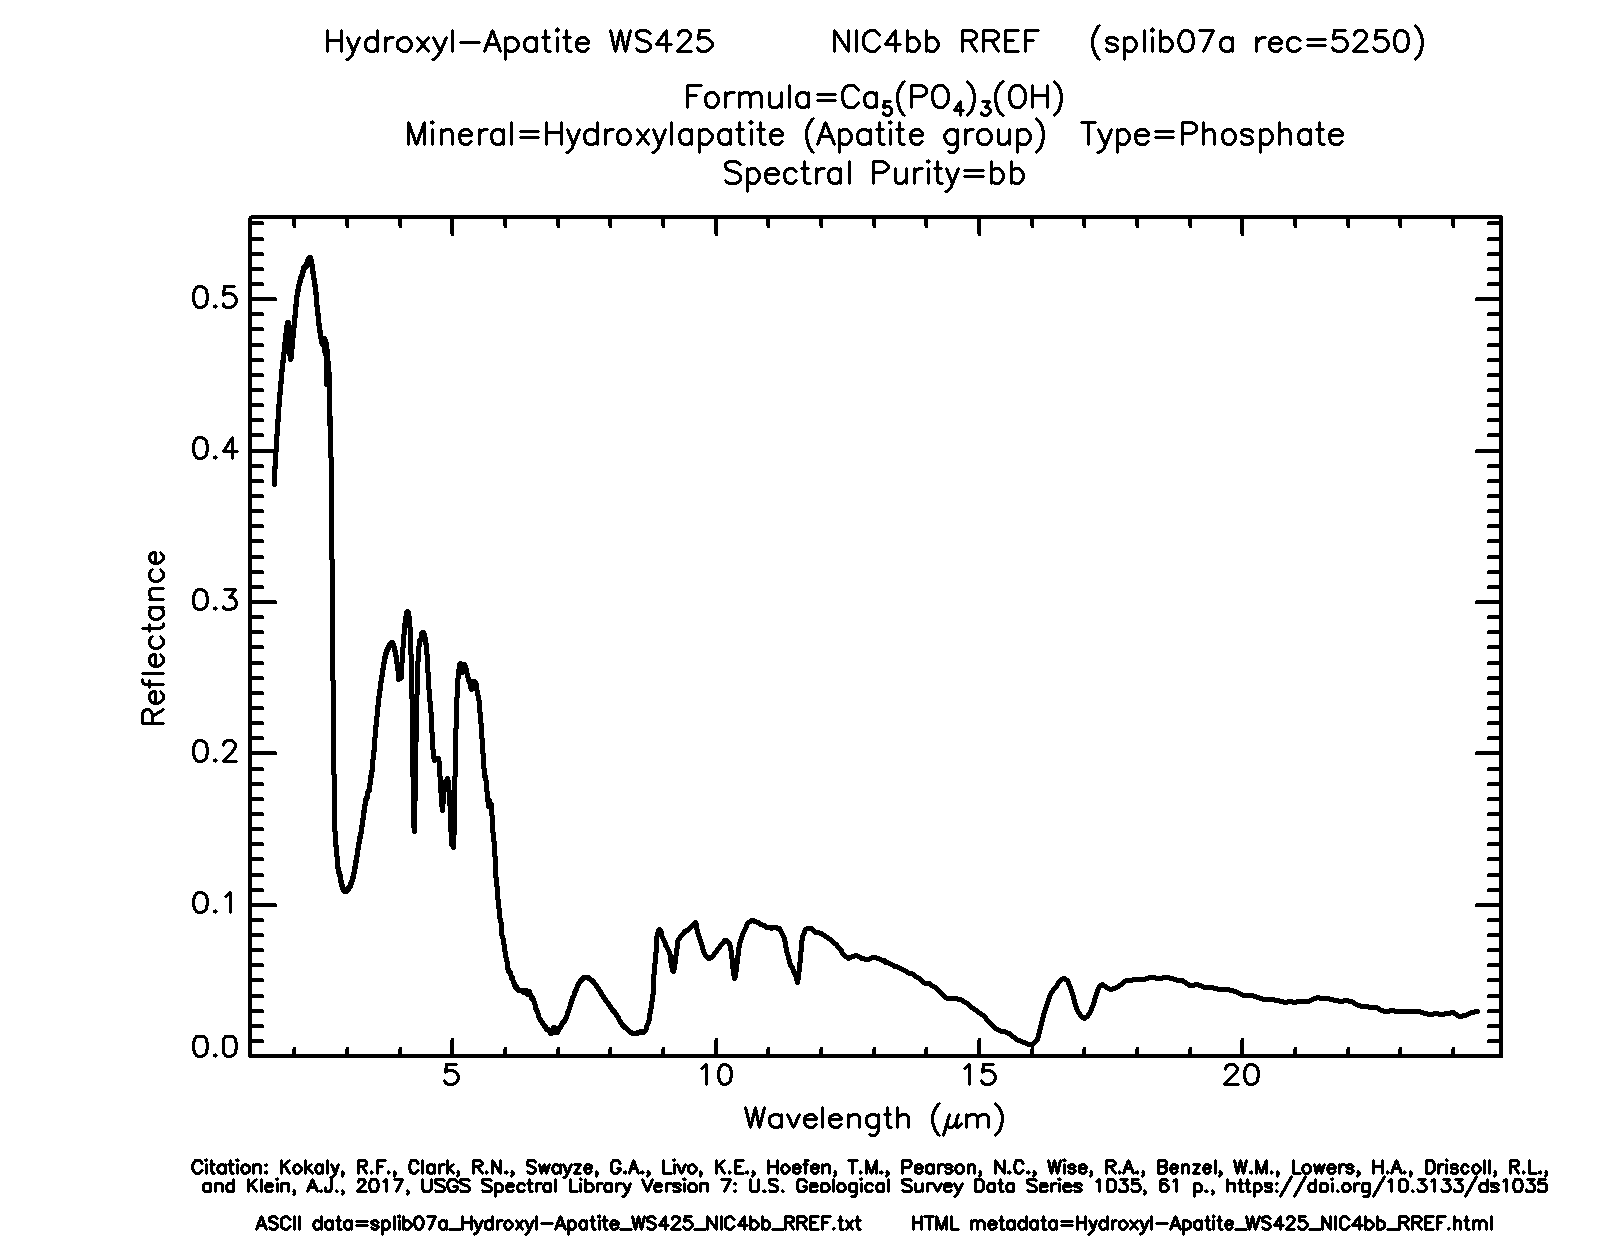 Hydroxyl-Apatite WS425 NIC4bb RREF (splib07a rec=5250)
Formula=Ca5(PO4)3(OH)
Mineral=Hydroxylapatite (Apatite group) Type=Phosphate
Spectral Purity=bb
0.5
0.4
0.3
0.2
0.1
0.0
Reflectance
5 10 15 20
Wavelength (μm)
Citation: Kokaly, R.F., Clark, R.N., Swayze, G.A., Livo, K.E., Hoefen, T.M., Pearson, N.C., Wise, R.A., Benzel, W.M., Lowers, H.A., Driscoll, R.L.,
and Klein, A.J., 2017, USGS Spectral Library Version 7: U.S. Geological Survey Data Series 1035, 61 p., https://doi.org/10.3133/ds1035
ASCII data=splib07a_Hydroxyl-Apatite_WS425_NIC4bb_RREF.txt HTML metadata=Hydroxyl-Apatite_WS425_NIC4bb_RREF.html